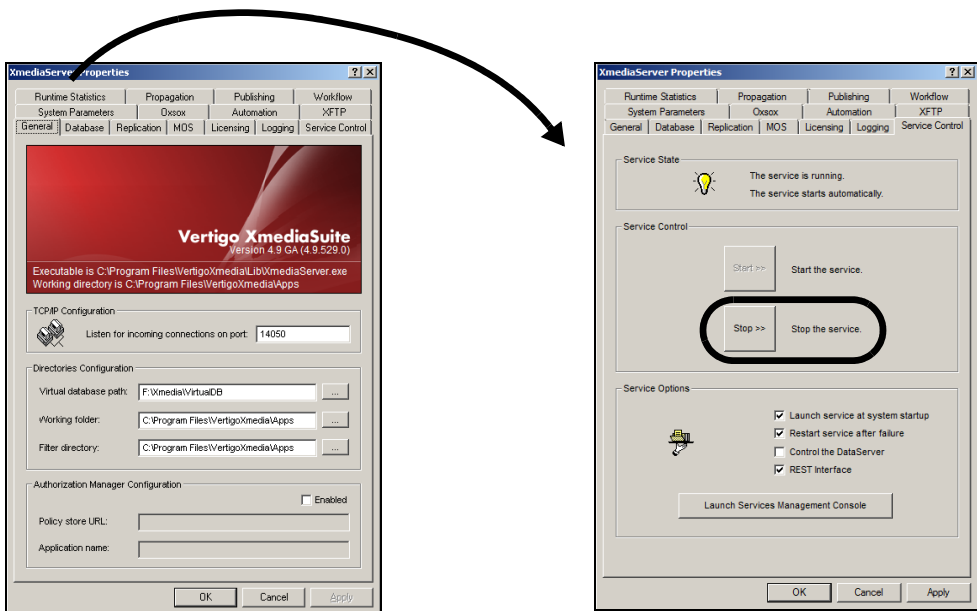 XmediaServer Properties
Runtime Statistics Propagation Publishing Workflow
System Parameters Oxsox Automation XFTP
General Database Replication MOS Licensing Logging Service Control
Vertigo XmediaSuite
Version 4.9 GA (4.9.529.0)
Executable is C:\Program Files\VertigoXmedia\Lib\XmediaServer.exe
Working directory is C:\Program Files\VertigoXmedia\Apps
TCP/IP Configuration
Listen for incoming connections on port: 14050
Directories Configuration
Virtual database path: F:\Xmedia\VirtualDB ...
Working folder: C:\Program Files\VertigoXmedia\Apps ...
Filter directory: C:\Program Files\VertigoXmedia\Apps ...
Authorization Manager Configuration
Enabled
Policy store URL:
Application name:
OK Cancel Apply
XmediaServer Properties
Runtime Statistics Propagation Publishing Workflow
System Parameters Oxsox Automation XFTP
General Database Replication MOS Licensing Logging Service Control
Service State
The service is running.
The service starts automatically.
Service Control
Start >> Start the service.
Stop >> Stop the service.
Service Options
Launch service at system startup
Restart service after failure
Control the DataServer
REST Interface
Launch Services Management Console
OK Cancel Apply